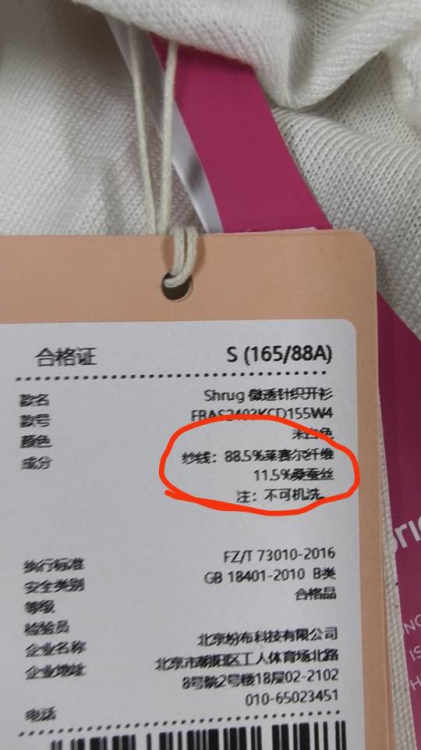 合格证 S (165/88A)
款名 Shrug 微透针织开衫
款号 FBAS2403KCD155W4
颜色 米白色
成分 纱线：88.5%莱赛尔纤维
11.5%桑蚕丝
注：不可机洗
执行标准 FZ/T 73010-2016
安全类别 GB 18401-2010 B类
等级 合格品
检验员
企业名称 北京粉布科技有限公司
企业地址 北京市朝阳区工人体育场北路
8号院2号楼18层02-2102
电话 010-65023451